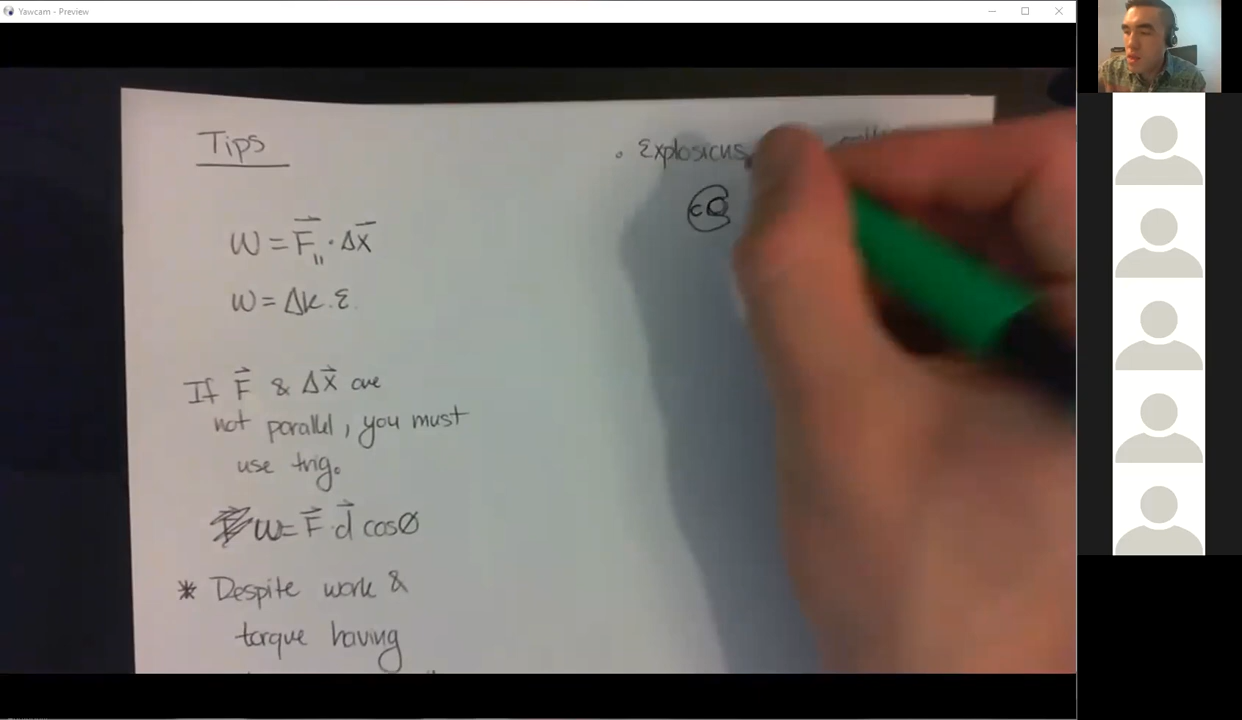 Yawcam - Preview
Tips
W = F⃗₁₁ · Δx⃗
W = Δk.ε
If F⃗ & Δx⃗ are
not parallel, you must
use trig.
W= F⃗ · d⃗ cosØ
* Despite work &
torque having
• Explosions